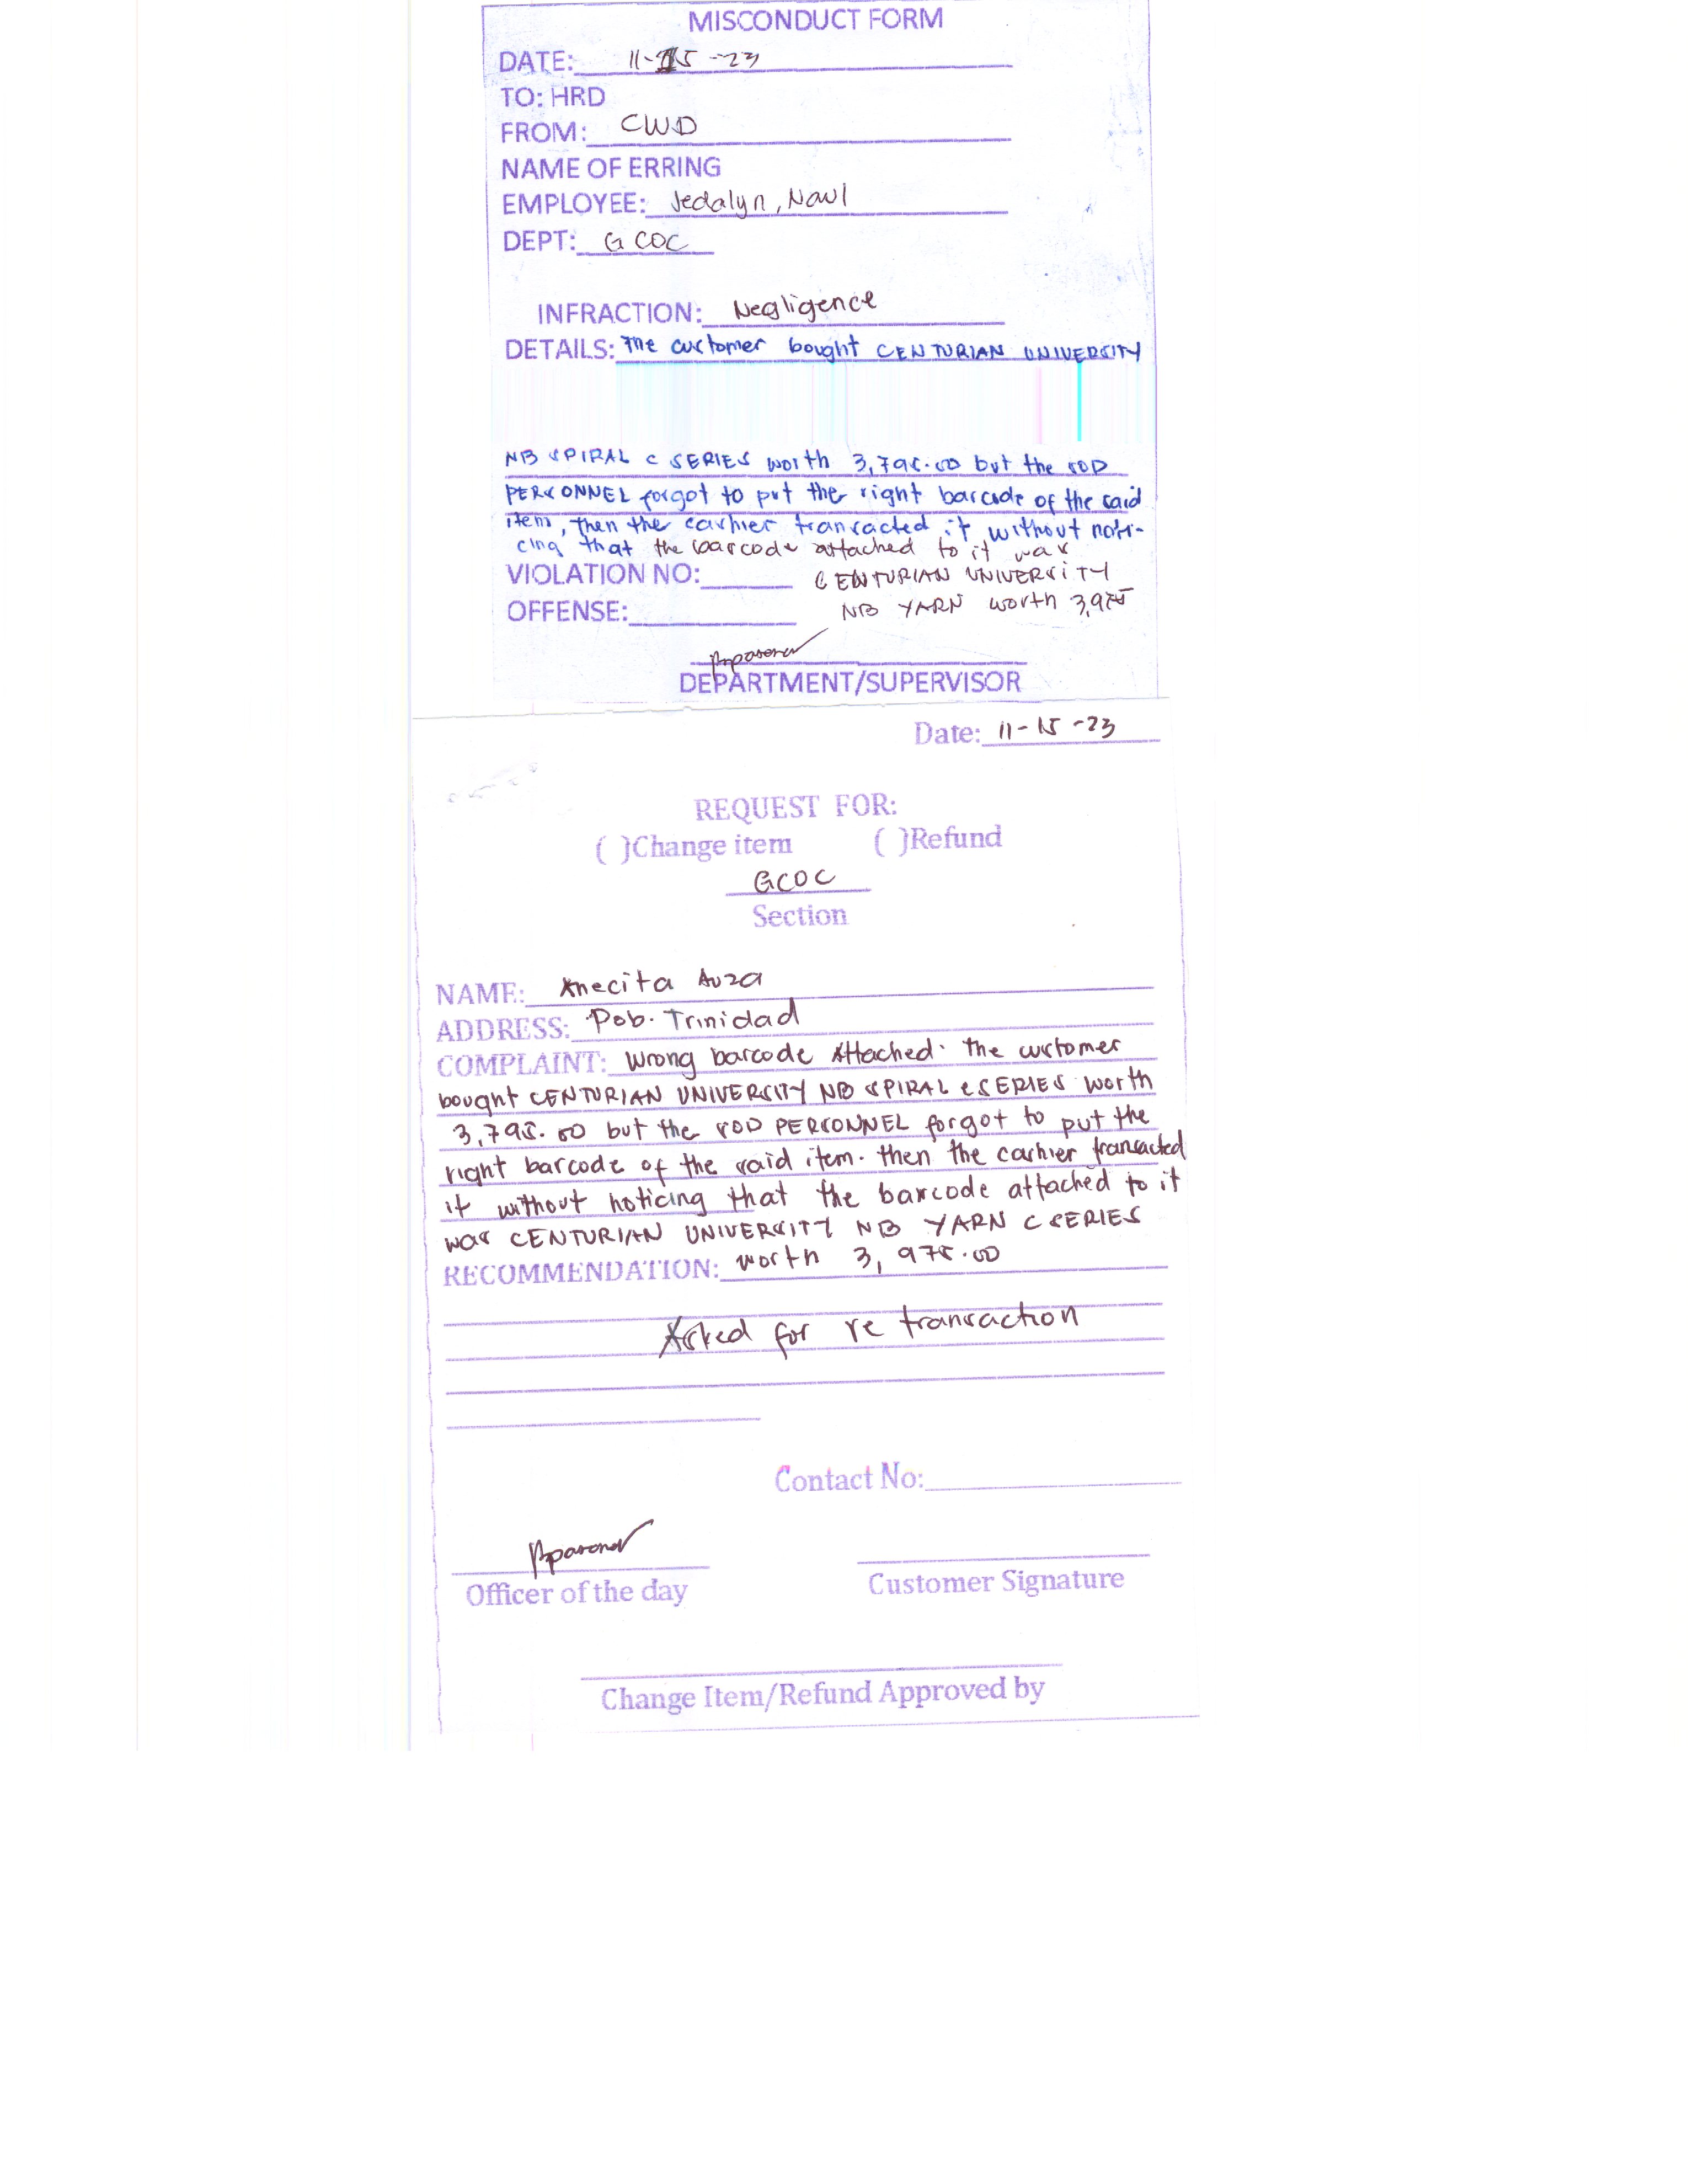 MISCONDUCT FORM
DATE: 11-15-23
TO: HRD
FROM: CWD
NAME OF ERRING
EMPLOYEE: Jedalyn, Nawl
DEPT: GCOC
INFRACTION: Negligence
DETAILS: The customer bought CENTURIAN UNIVERSITY
NB SPIRAL C SERIES worth 3,795.00 but the SOD
PERSONNEL forgot to put the right barcode of the said
item, then the cashier transacted it without noti-
cing that the barcode attached to it was
VIOLATION NO: CENTURIAN UNIVERSITY
OFFENSE: NB YARN worth 3,975
DEPARTMENT/SUPERVISOR
Date: 11-15-23
REQUEST FOR:
( )Change item ( )Refund
GCOC
Section
NAME: Anecita Auza
ADDRESS: Pob. Trinidad
COMPLAINT: Wrong barcode Attached. The customer
bought CENTURIAN UNIVERSITY NB SPIRAL C SERIES worth
3,795.00 but the SOD PERSONNEL forgot to put the
right barcode of the said item. then the cashier transacted
it without noticing that the barcode attached to it
was CENTURIAN UNIVERSITY NB YARN C SERIES
RECOMMENDATION: worth 3,975.00
Asked for re transaction
Contact No:
Officer of the day
Customer Signature
Change Item/Refund Approved by